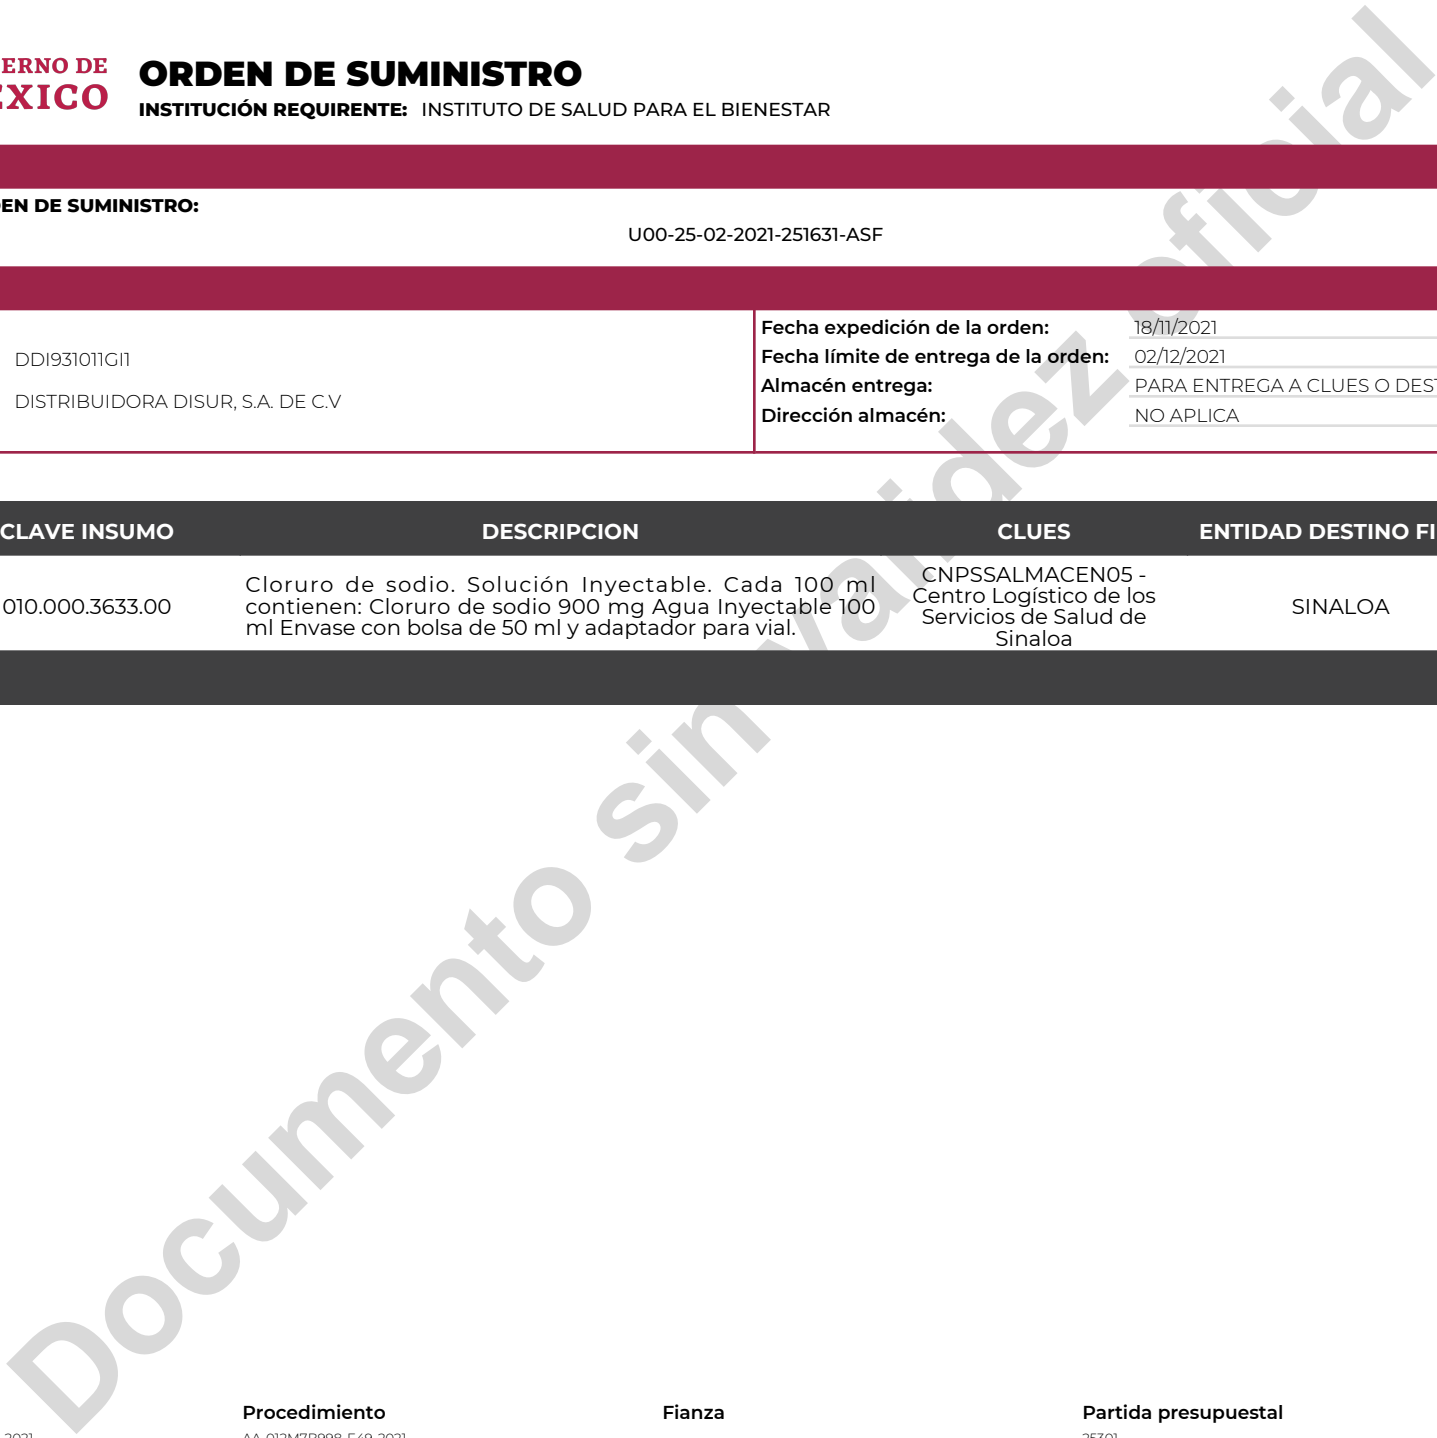 ERNO DE
ÉXICO
ORDEN DE SUMINISTRO
INSTITUCIÓN REQUIRENTE: INSTITUTO DE SALUD PARA EL BIENESTAR
EN DE SUMINISTRO:
U00-25-02-2021-251631-ASF
DDI931011GI1
DISTRIBUIDORA DISUR, S.A. DE C.V
Fecha expedición de la orden: 18/11/2021
Fecha límite de entrega de la orden: 02/12/2021
Almacén entrega: PARA ENTREGA A CLUES O DEST
Dirección almacén: NO APLICA
CLAVE INSUMO DESCRIPCION CLUES ENTIDAD DESTINO FI
010.000.3633.00
Cloruro de sodio. Solución Inyectable. Cada 100 ml
contienen: Cloruro de sodio 900 mg Agua Inyectable 100
ml Envase con bolsa de 50 ml y adaptador para vial.
CNPSSALMACEN05 -
Centro Logístico de los
Servicios de Salud de
Sinaloa
SINALOA
Documento sin validez oficial
Procedimiento Fianza Partida presupuestal